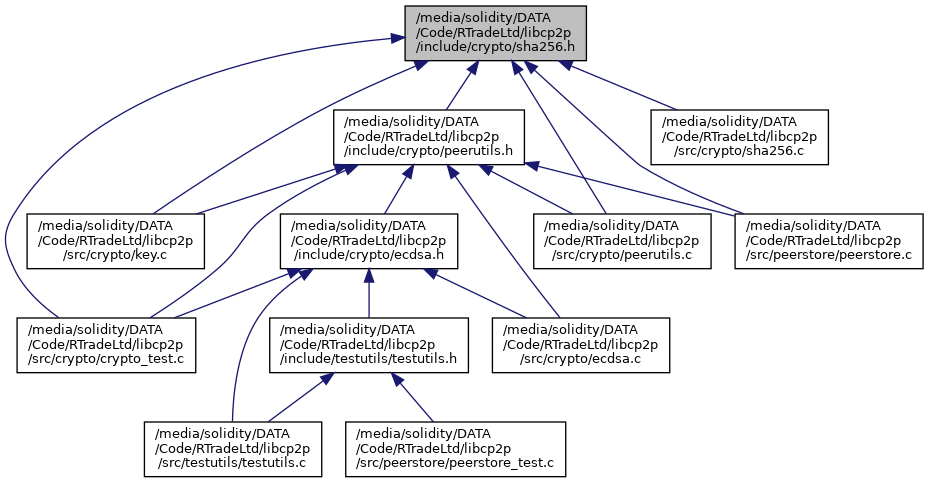 /media/solidity/DATA
/Code/RTradeLtd/libcp2p
/include/crypto/sha256.h
/media/solidity/DATA
/Code/RTradeLtd/libcp2p
/include/crypto/peerutils.h
/media/solidity/DATA
/Code/RTradeLtd/libcp2p
/src/crypto/sha256.c
/media/solidity/DATA
/Code/RTradeLtd/libcp2p
/src/crypto/key.c
/media/solidity/DATA
/Code/RTradeLtd/libcp2p
/include/crypto/ecdsa.h
/media/solidity/DATA
/Code/RTradeLtd/libcp2p
/src/crypto/peerutils.c
/media/solidity/DATA
/Code/RTradeLtd/libcp2p
/src/peerstore/peerstore.c
/media/solidity/DATA
/Code/RTradeLtd/libcp2p
/src/crypto/crypto_test.c
/media/solidity/DATA
/Code/RTradeLtd/libcp2p
/include/testutils/testutils.h
/media/solidity/DATA
/Code/RTradeLtd/libcp2p
/src/crypto/ecdsa.c
/media/solidity/DATA
/Code/RTradeLtd/libcp2p
/src/testutils/testutils.c
/media/solidity/DATA
/Code/RTradeLtd/libcp2p
/src/peerstore/peerstore_test.c